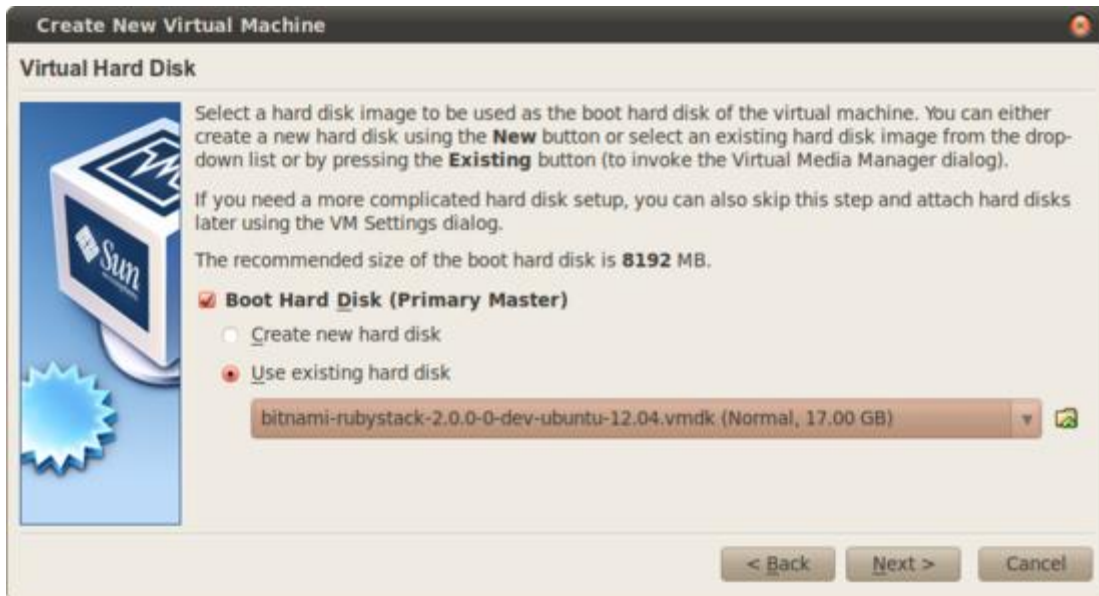 Create New Virtual Machine
Virtual Hard Disk
Select a hard disk image to be used as the boot hard disk of the virtual machine. You can either
create a new hard disk using the New button or select an existing hard disk image from the drop-
down list or by pressing the Existing button (to invoke the Virtual Media Manager dialog).
If you need a more complicated hard disk setup, you can also skip this step and attach hard disks
later using the VM Settings dialog.
The recommended size of the boot hard disk is 8192 MB.
Sun
Boot Hard Disk (Primary Master)
Create new hard disk
Use existing hard disk
bitnami-rubystack-2.0.0-0-dev-ubuntu-12.04.vmdk (Normal, 17.00 GB)
< Back
Next >
Cancel